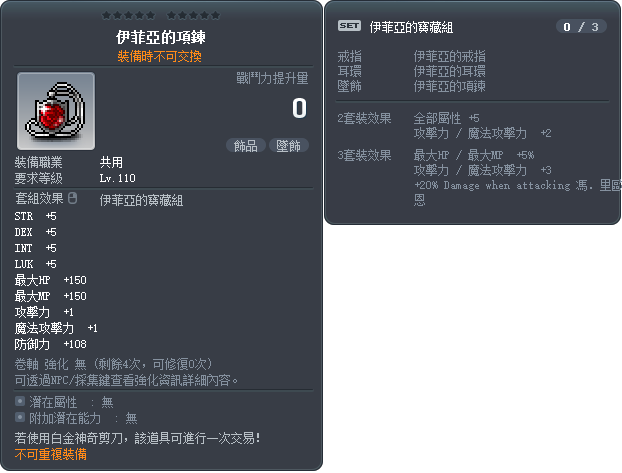 伊菲亞的項鍊
裝備時不可交換
戰鬥力提升量
0
飾品 墜飾
裝備職業 共用
要求等級 Lv.110
套組效果 伊菲亞的寶藏組
STR +5
DEX +5
INT +5
LUK +5
最大HP +150
最大MP +150
攻擊力 +1
魔法攻擊力 +1
防御力 +108
卷軸 強化 無 (剩餘4次, 可修復0次)
可透過NPC/採集鍵查看強化資訊詳細內容。
潛在屬性 : 無
附加潛在能力 : 無
若使用白金神奇剪刀,該道具可進行一次交易!
不可重複裝備
SET 伊菲亞的寶藏組 0 / 3
戒指 伊菲亞的戒指
耳環 伊菲亞的耳環
墜飾 伊菲亞的項鍊
2套裝效果 全部屬性 +5
攻擊力 / 魔法攻擊力 +2
3套裝效果 最大HP / 最大MP +5%
攻擊力 / 魔法攻擊力 +3
+20% Damage when attacking 馮.里歐
恩